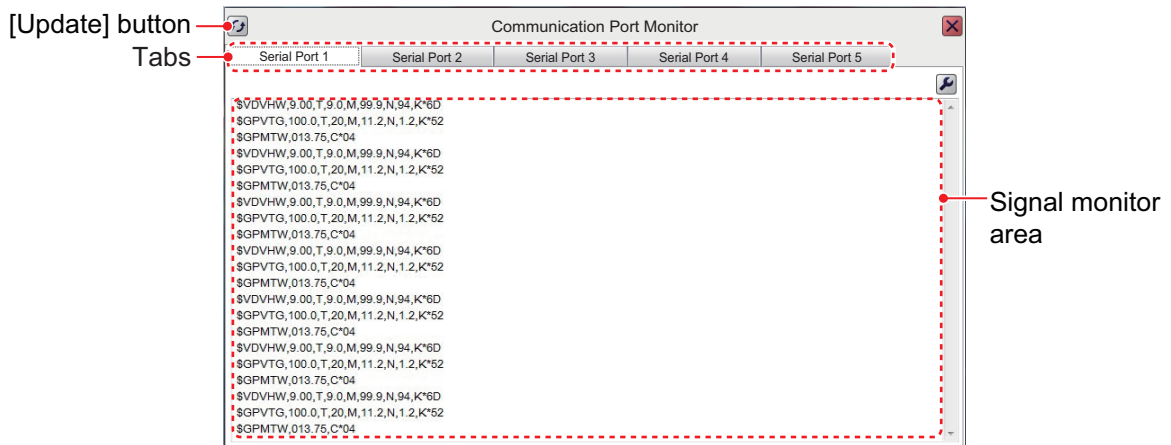 [Update] button
Communication Port Monitor
Tabs
Serial Port 1 Serial Port 2 Serial Port 3 Serial Port 4 Serial Port 5
$VDVHW,9.00,T,9.0,M,99.9,N,94,K*6D
$GPVTG,100.0,T,20,M,11.2,N,1.2,K*52
$GPMTW,013.75,C*04
$VDVHW,9.00,T,9.0,M,99.9,N,94,K*6D
$GPVTG,100.0,T,20,M,11.2,N,1.2,K*52
$GPMTW,013.75,C*04
$VDVHW,9.00,T,9.0,M,99.9,N,94,K*6D
$GPVTG,100.0,T,20,M,11.2,N,1.2,K*52
$GPMTW,013.75,C*04
$VDVHW,9.00,T,9.0,M,99.9,N,94,K*6D
$GPVTG,100.0,T,20,M,11.2,N,1.2,K*52
$GPMTW,013.75,C*04
$VDVHW,9.00,T,9.0,M,99.9,N,94,K*6D
$GPVTG,100.0,T,20,M,11.2,N,1.2,K*52
$GPMTW,013.75,C*04
$VDVHW,9.00,T,9.0,M,99.9,N,94,K*6D
$GPVTG,100.0,T,20,M,11.2,N,1.2,K*52
$GPMTW,013.75,C*04
$VDVHW,9.00,T,9.0,M,99.9,N,94,K*6D
$GPVTG,100.0,T,20,M,11.2,N,1.2,K*52
$GPMTW,013.75,C*04
Signal monitor
area